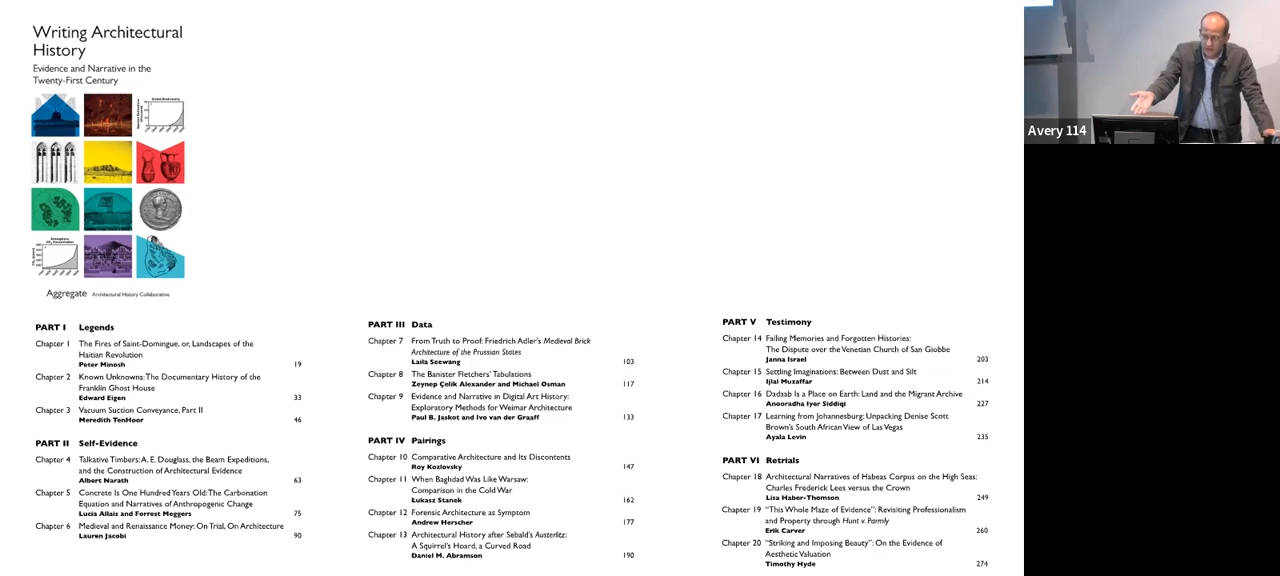 Writing Architectural
History
Evidence and Narrative in the
Twenty-First Century
Aggregate Architectural History Collaborative
PART I Legends
Chapter 1 The Fires of Saint-Domingue, or, Landscapes of the
Haitian Revolution
Peter Minosh 19
Chapter 2 Known Unknowns: The Documentary History of the
Franklin Ghost House
Edward Eigen 33
Chapter 3 Vacuum Suction Conveyance, Part II
Meredith TenHoor 46
PART II Self-Evidence
Chapter 4 Talkative Timbers: A. E. Douglass, the Beam Expeditions,
and the Construction of Architectural Evidence
Albert Narath 63
Chapter 5 Concrete Is One Hundred Years Old: The Carbonation
Equation and Narratives of Anthropogenic Change
Lucia Allais and Forrest Meggers 75
Chapter 6 Medieval and Renaissance Money: On Trial, On Architecture
Lauren Jacobi 90
PART III Data
Chapter 7 From Truth to Proof: Friedrich Adler's Medieval Brick
Architecture of the Prussian States
Laila Seewang 103
Chapter 8 The Banister Fletchers' Tabulations
Zeynep Çelik Alexander and Michael Osman 117
Chapter 9 Evidence and Narrative in Digital Art History:
Exploratory Methods for Weimar Architecture
Paul B. Jaskot and Ivo van der Graaff 133
PART IV Pairings
Chapter 10 Comparative Architecture and Its Discontents
Roy Kozlovsky 147
Chapter 11 When Baghdad Was Like Warsaw:
Comparison in the Cold War
Łukasz Stanek 162
Chapter 12 Forensic Architecture as Symptom
Andrew Herscher 177
Chapter 13 Architectural History after Sebald's Austerlitz:
A Squirrel's Hoard, a Curved Road
Daniel M. Abramson 190
PART V Testimony
Chapter 14 Failing Memories and Forgotten Histories:
The Dispute over the Venetian Church of San Giobbe
Janna Israel 203
Chapter 15 Settling Imaginations: Between Dust and Silt
Ijlal Muzaffar 214
Chapter 16 Dadaab Is a Place on Earth: Land and the Migrant Archive
Anooradha Iyer Siddiqi 227
Chapter 17 Learning from Johannesburg: Unpacking Denise Scott
Brown's South African View of Las Vegas
Ayala Levin 235
PART VI Retrials
Chapter 18 Architectural Narratives of Habeas Corpus on the High Seas:
Charles Frederick Lees versus the Crown
Lisa Haber-Thomson 249
Chapter 19 "This Whole Maze of Evidence": Revisiting Professionalism
and Property through Hunt v. Parmly
Erik Carver 260
Chapter 20 "Striking and Imposing Beauty": On the Evidence of
Aesthetic Valuation
Timothy Hyde 274
Avery 114